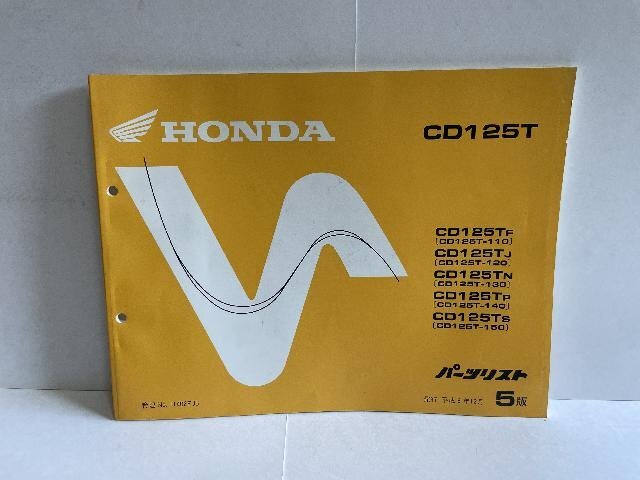 HONDA
CD125T
CD125TF
(CD125T-110)
CD125TJ
(CD125T-120)
CD125TN
(CD125T-130)
CD125TP
(CD125T-140)
CD125TS
(CD125T-150)
パーツリスト
5版